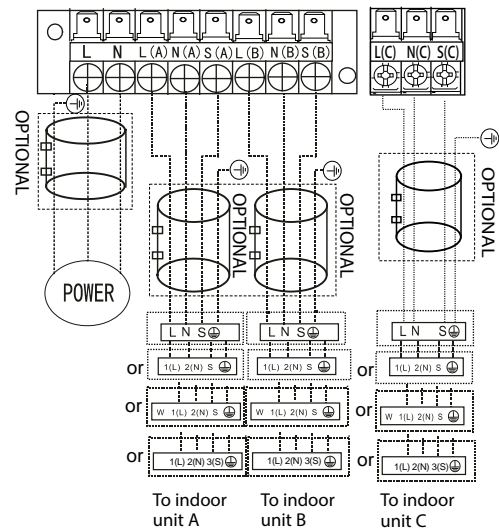 L N L(A) N(A) S(A) L(B) N(B) S(B)
L(C) N(C) S(C)
OPTIONAL
OPTIONAL
OPTIONAL
OPTIONAL
POWER
L N S
L N S
L N S
or
1(L) 2(N) S
1(L) 2(N) S
or
1(L) 2(N) S
or
W 1(L) 2(N) S
W 1(L) 2(N) S
or
W 1(L) 2(N) S
or
1(L) 2(N) 3(S)
1(L) 2(N) 3(S)
or
1(L) 2(N) 3(S)
To indoor
unit A
To indoor
unit B
To indoor
unit C